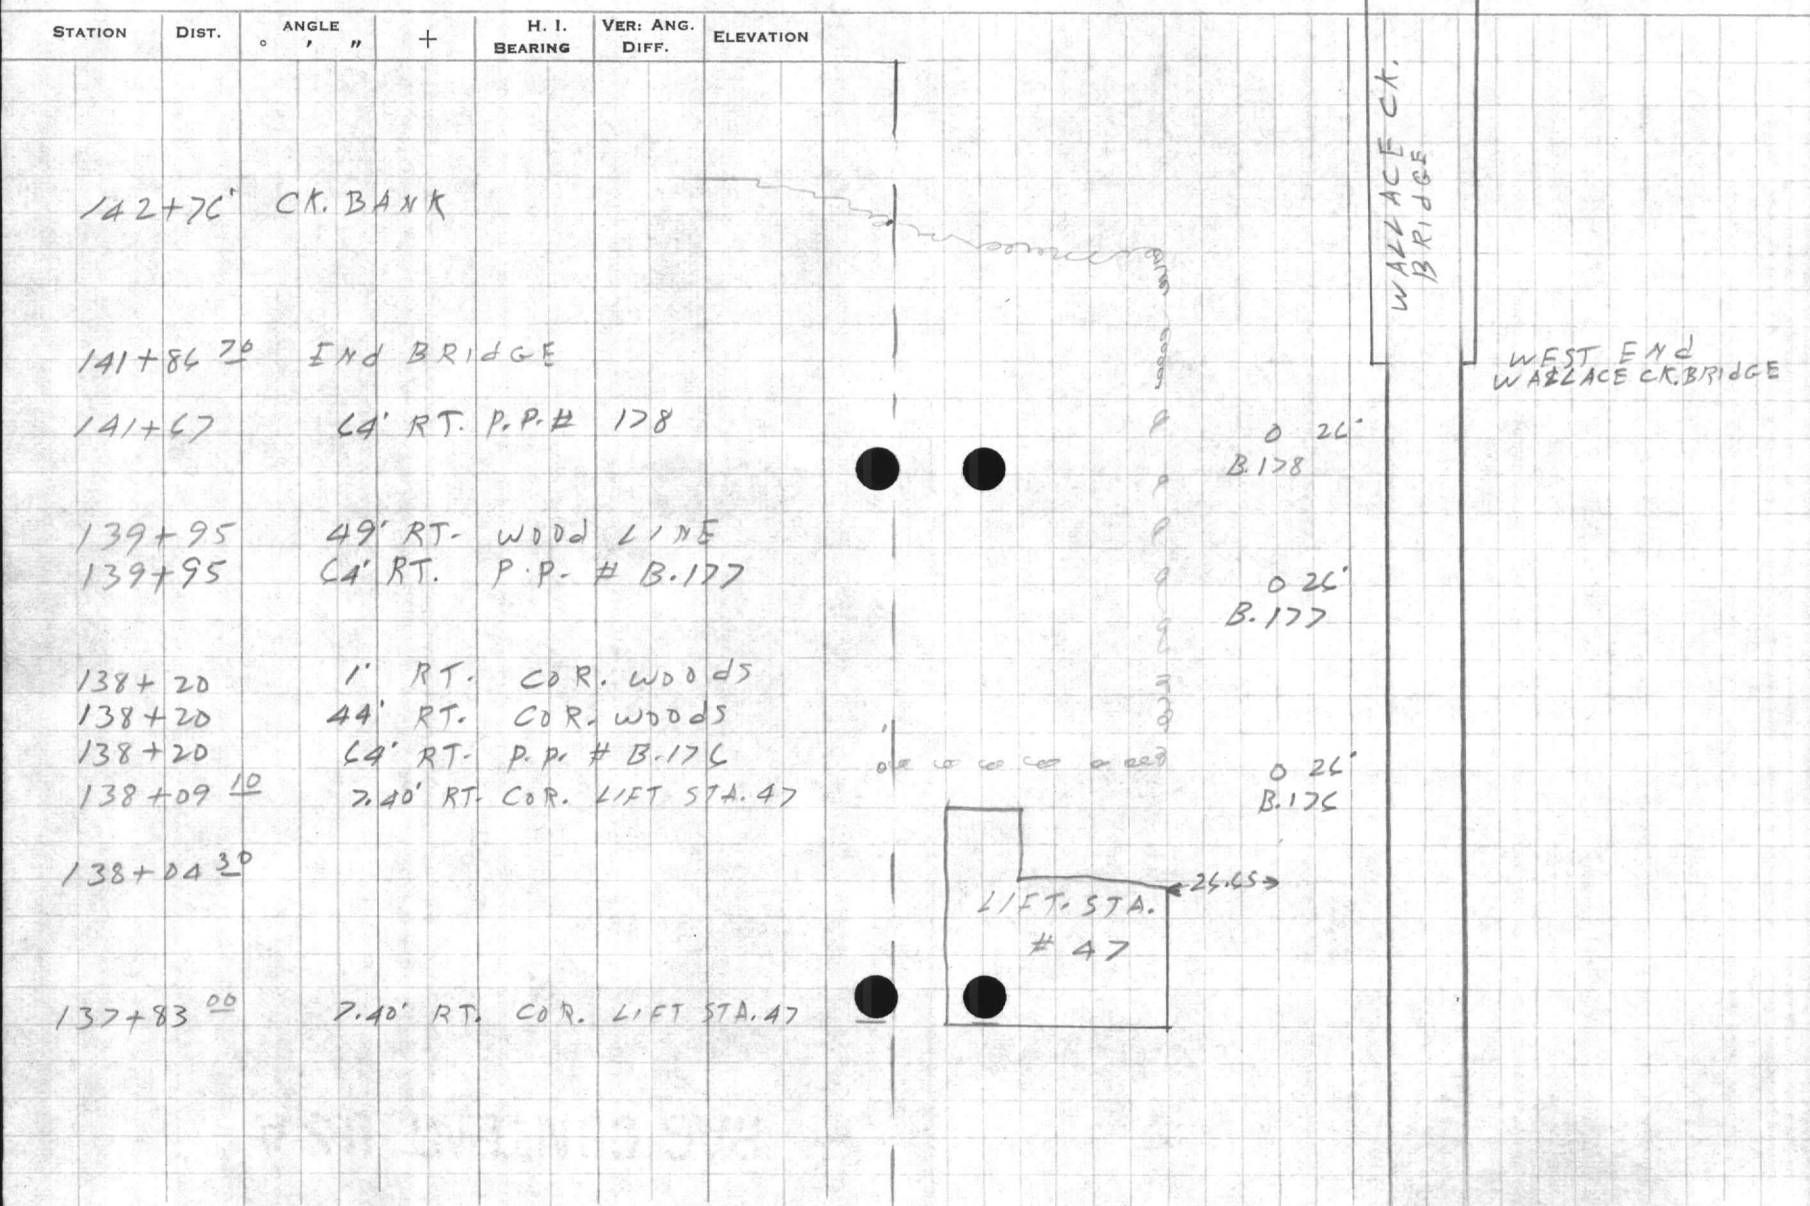 STATION DIST. ANGLE ° ' " + H. I. BEARING VER: ANG. DIFF. ELEVATION
142+76' CK. BANK
141+86 70 ENd BRIdGE
141+67 64' RT. P.P.# 178
139+95 49' RT- WOOd LINE
139+95 64' RT. P.P- # B.177
138+20 1' RT. COR. WOOdS
138+20 44' RT. COR. WOOdS
138+20 64' RT- P.P. # B-176
138+09 10 7.40' RT- COR. LIFT STA. 47
138+04 30
137+83 00 7.40' RT. COR. LIFT STA. 47
WALLACE CK.
BRIdGE
WEST ENd
WALLACE CK. BRIdGE
O 26'
B.178
O 26'
B.177
O 26'
B.176
26.65
LIFT. STA.
# 47